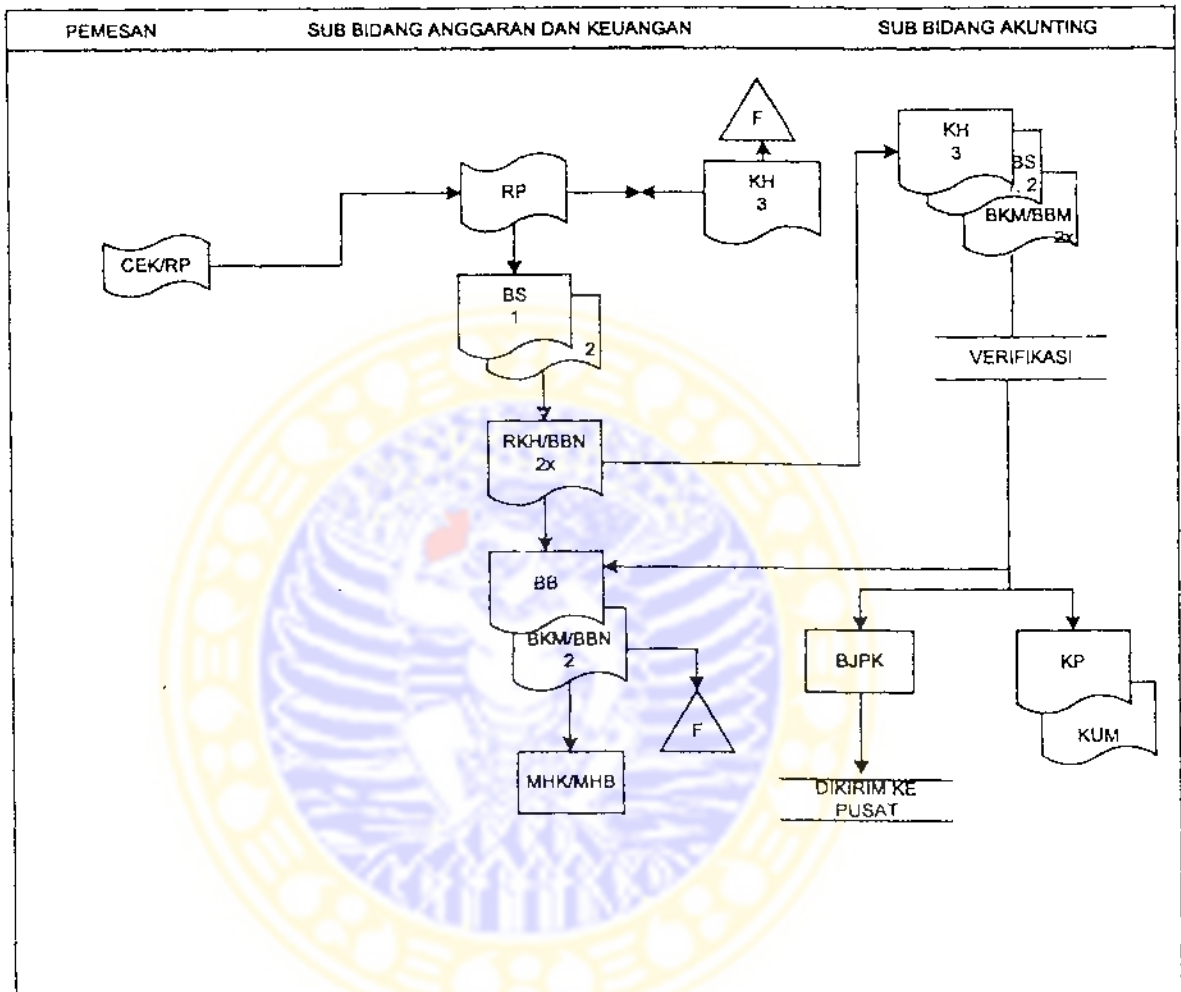 PEMESAN
SUB BIDANG ANGGARAN DAN KEUANGAN
SUB BIDANG AKUNTING
CEK/RP
RP
F
KH
3
BS
1
2
RKH/BBN
2x
BB
BKM/BBN
2
F
MHK/MHB
KH
3
BS
1, 2
BKM/BBM
2x
VERIFIKASI
BJPK
DIKIRIM KE
PUSAT
KP
KUM